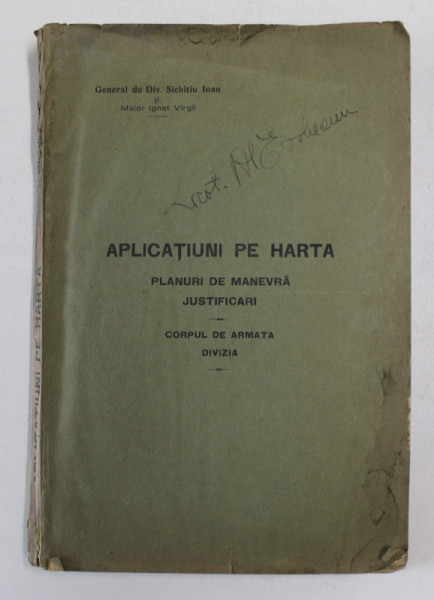 General de Div. Sichitiu Ioan
și
Maior Ignat Virgil
Locot.
APLICAȚIUNI PE HARTA
PLANURI DE MANEVRĂ
JUSTIFICARI
CORPUL DE ARMATA
DIVIZIA
APLICAȚIUNI PE HARTA